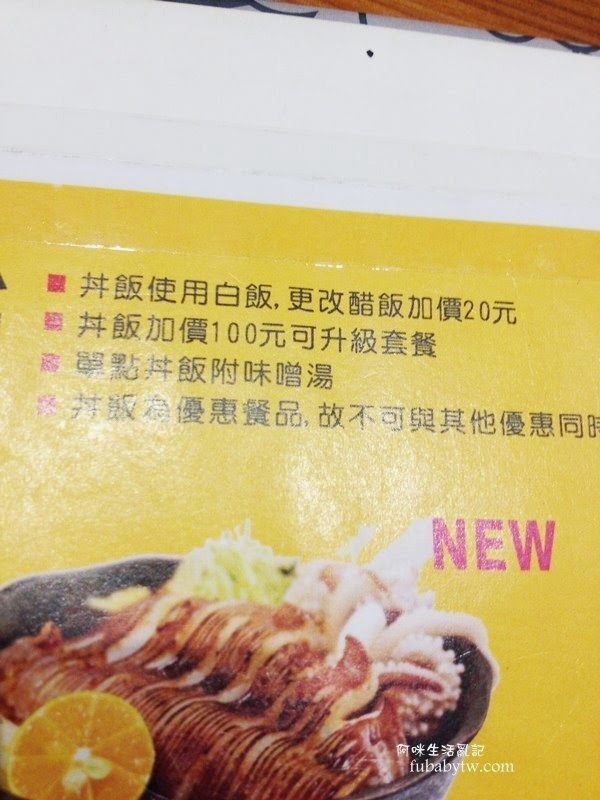 丼飯使用白飯,更改醋飯加價20元
丼飯加價100元可升級套餐
單點丼飯附味噌湯
丼飯為優惠餐品,故不可與其他優惠同時
NEW
阿咪生活亂記
fubabytw.com